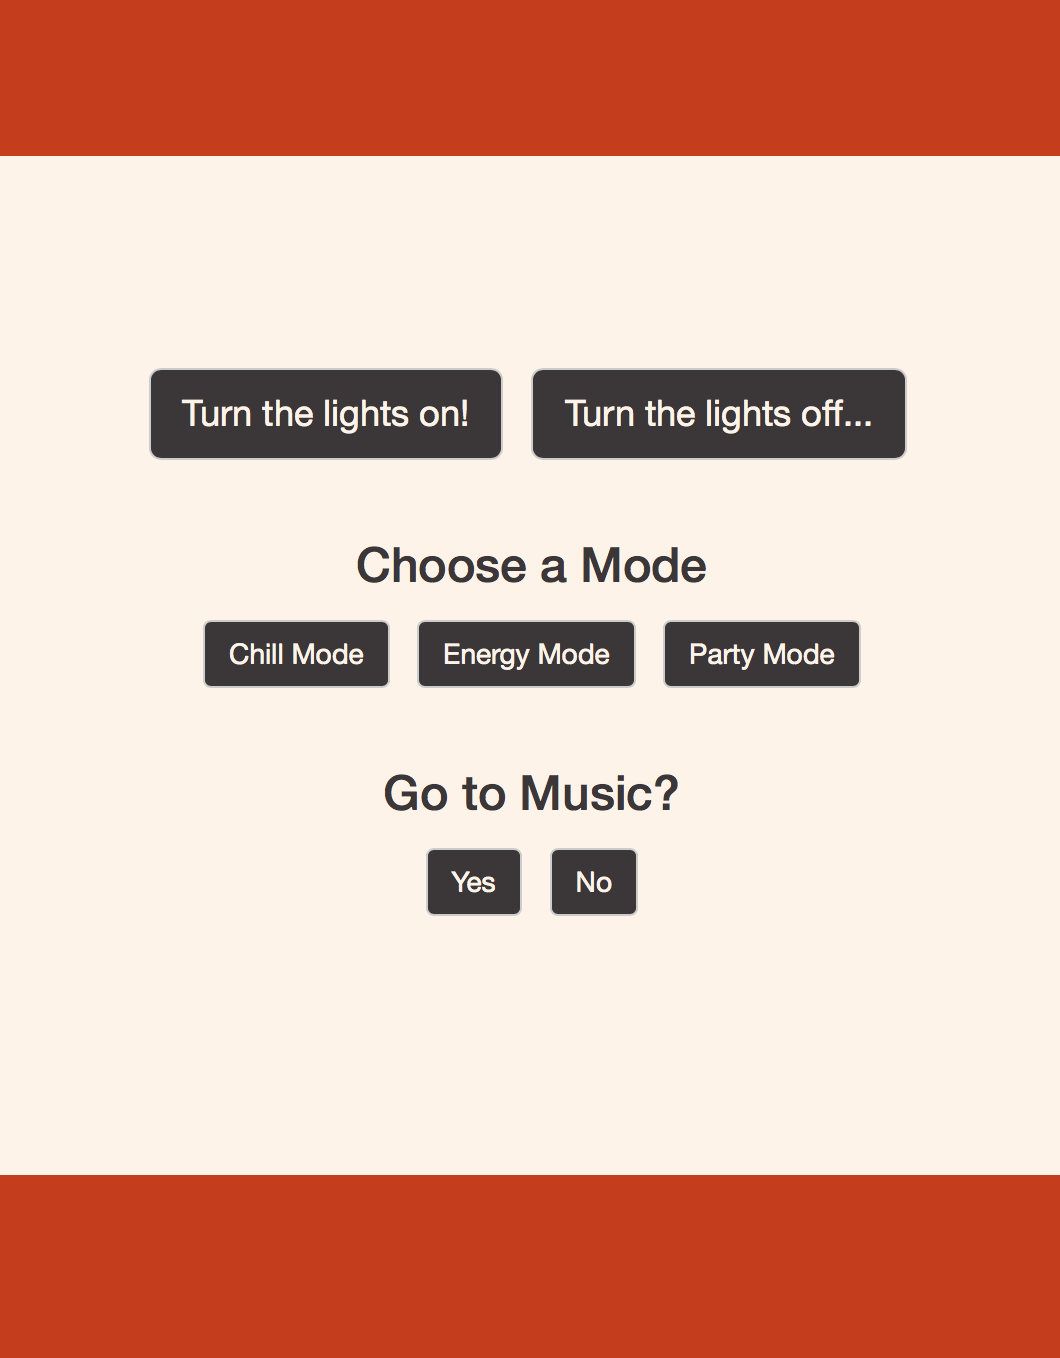 Turn the lights on! Turn the lights off...
Choose a Mode
Chill Mode Energy Mode Party Mode
Go to Music?
Yes No